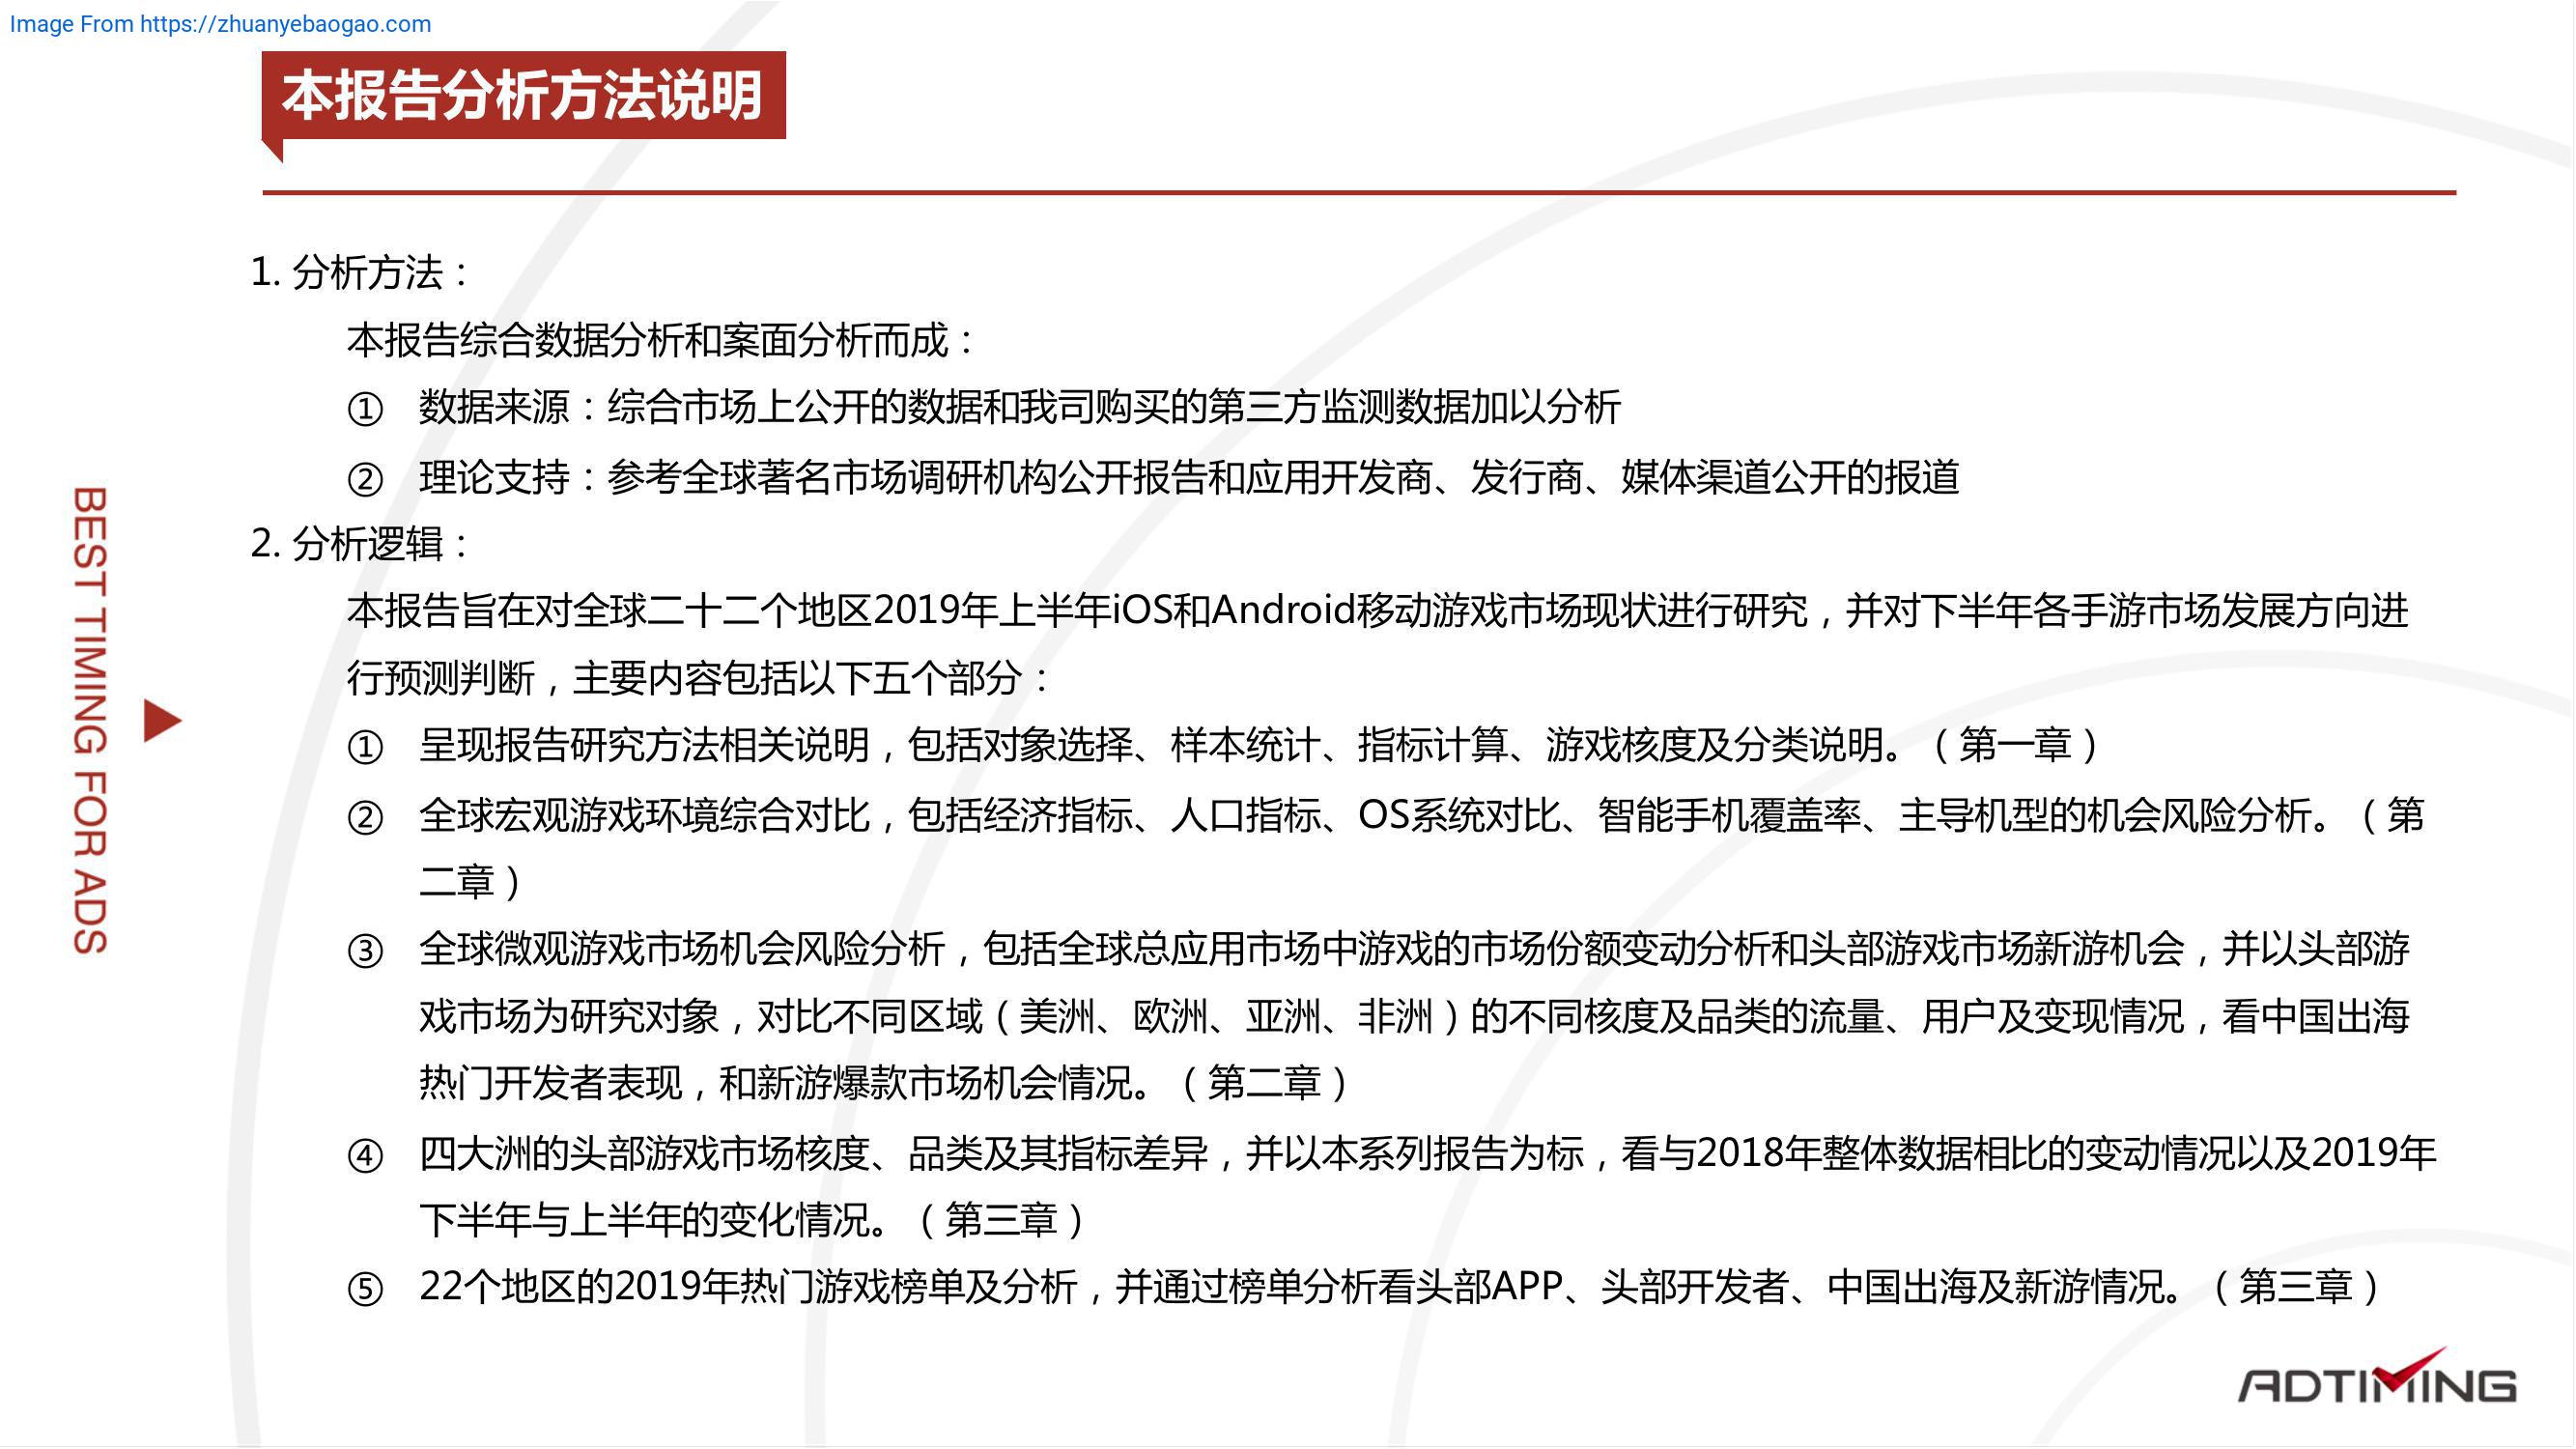 Image From https://zhuanyebaogao.com
本报告分析方法说明
1. 分析方法：
本报告综合数据分析和案面分析而成：
① 数据来源：综合市场上公开的数据和我司购买的第三方监测数据加以分析
② 理论支持：参考全球著名市场调研机构公开报告和应用开发商、发行商、媒体渠道公开的报道
2. 分析逻辑：
本报告旨在对全球二十二个地区2019年上半年iOS和Android移动游戏市场现状进行研究，并对下半年各手游市场发展方向进
行预测判断，主要内容包括以下五个部分：
① 呈现报告研究方法相关说明，包括对象选择、样本统计、指标计算、游戏核度及分类说明。（第一章）
② 全球宏观游戏环境综合对比，包括经济指标、人口指标、OS系统对比、智能手机覆盖率、主导机型的机会风险分析。（第
二章）
③ 全球微观游戏市场机会风险分析，包括全球总应用市场中游戏的市场份额变动分析和头部游戏市场新游机会，并以头部游
戏市场为研究对象，对比不同区域（美洲、欧洲、亚洲、非洲）的不同核度及品类的流量、用户及变现情况，看中国出海
热门开发者表现，和新游爆款市场机会情况。（第二章）
④ 四大洲的头部游戏市场核度、品类及其指标差异，并以本系列报告为标，看与2018年整体数据相比的变动情况以及2019年
下半年与上半年的变化情况。（第三章）
⑤ 22个地区的2019年热门游戏榜单及分析，并通过榜单分析看头部APP、头部开发者、中国出海及新游情况。（第三章）
BEST TIMING FOR ADS
ADTIMING